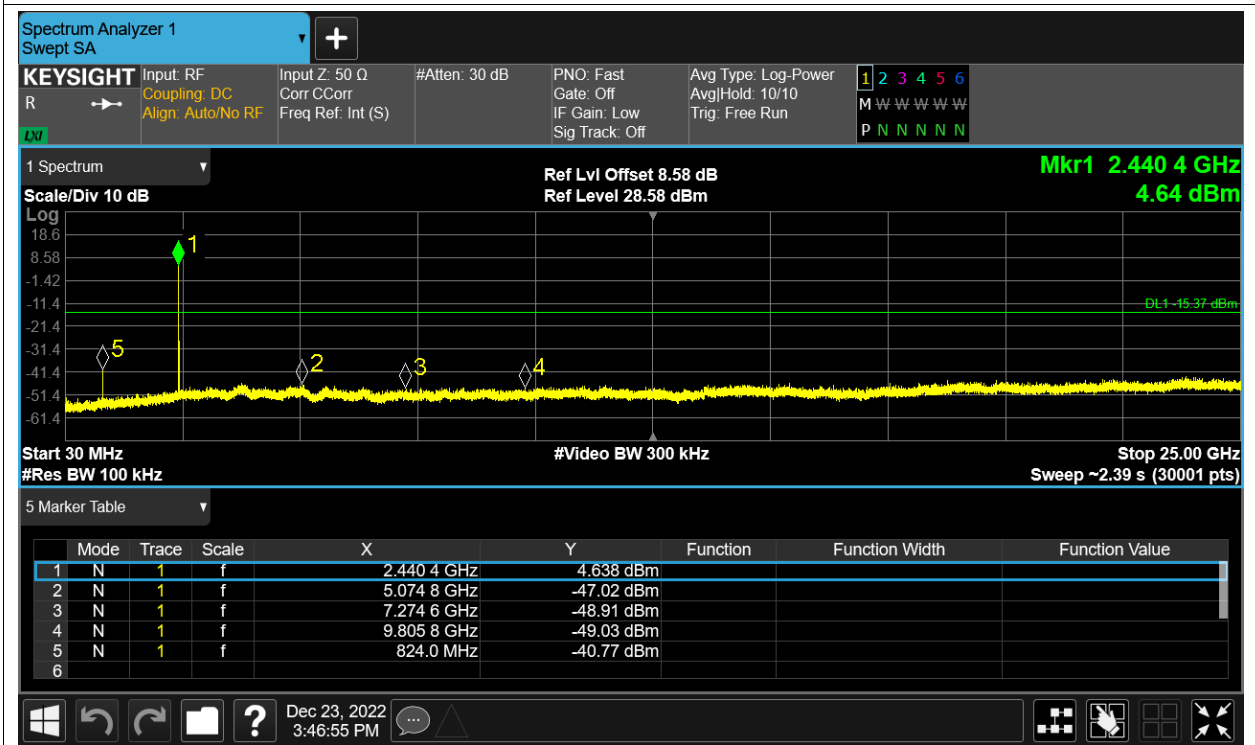 Spectrum Analyzer 1
Swept SA
KEYSIGHT
R
LXI
Input: RF
Coupling: DC
Align: Auto/No RF
Input Z: 50 Ω
Corr CCorr
Freq Ref: Int (S)
#Atten: 30 dB
PNO: Fast
Gate: Off
IF Gain: Low
Sig Track: Off
Avg Type: Log-Power
Avg|Hold: 10/10
Trig: Free Run
1 2 3 4 5 6
M W W W W W
P N N N N N
1 Spectrum
Scale/Div 10 dB
Ref Lvl Offset 8.58 dB
Ref Level 28.58 dBm
Mkr1 2.440 4 GHz
4.64 dBm
Log
18.6
8.58
-1.42
-11.4
-21.4
-31.4
-41.4
-51.4
-61.4
1
5
2
3
4
DL1 -15.37 dBm
Start 30 MHz
#Res BW 100 kHz
#Video BW 300 kHz
Stop 25.00 GHz
Sweep ~2.39 s (30001 pts)
5 Marker Table
Mode Trace Scale X Y Function Function Width Function Value
1 N 1 f 2.440 4 GHz 4.638 dBm
2 N 1 f 5.074 8 GHz -47.02 dBm
3 N 1 f 7.274 6 GHz -48.91 dBm
4 N 1 f 9.805 8 GHz -49.03 dBm
5 N 1 f 824.0 MHz -40.77 dBm
6
?
Dec 23, 2022
3:46:55 PM